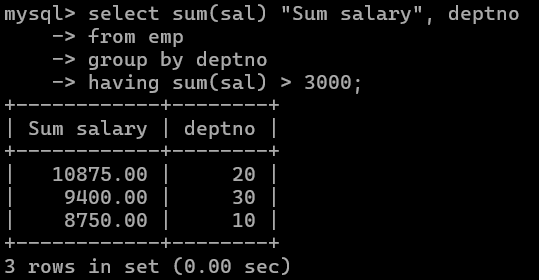 mysql> select sum(sal) "Sum salary", deptno
    -> from emp
    -> group by deptno
    -> having sum(sal) > 3000;
+------------+--------+
| Sum salary | deptno |
+------------+--------+
|   10875.00 |     20 |
|    9400.00 |     30 |
|    8750.00 |     10 |
+------------+--------+
3 rows in set (0.00 sec)